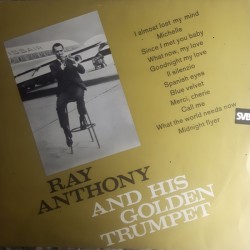 I almost lost my mind
Michelle
Since I met you baby
What now, my love
Goodnight my love
Il silenzio
Spanish eyes
Blue velvet
Merci, cherie
Call me
What the world needs now
Midnight flyer
SVB
RAY
ANTHONY
AND HIS
GOLDEN
TRUMPET